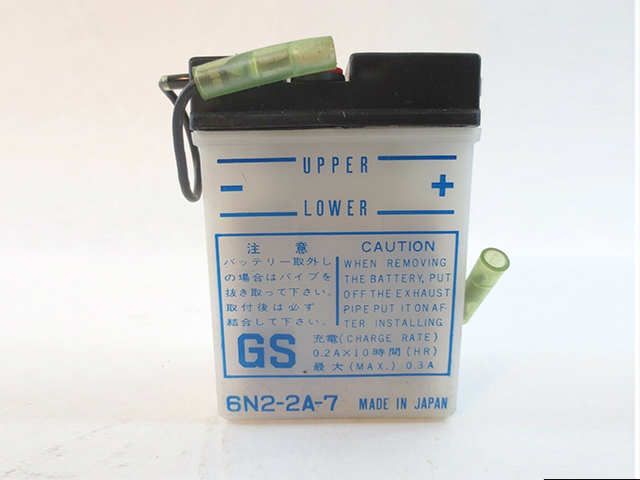 UPPER
- +
LOWER
注意
バッテリー取外し
の場合はパイプを
抜き取って下さい。
取付後は必ず
結合して下さい。
CAUTION
WHEN REMOVING
THE BATTERY, PUT
OFF THE EXHAUST
PIPE PUT IT ON AF-
TER INSTALLING
GS
充電(CHARGE RATE)
0.2A×10時間(HR)
最大(MAX.) 0.3A
6N2-2A-7 MADE IN JAPAN